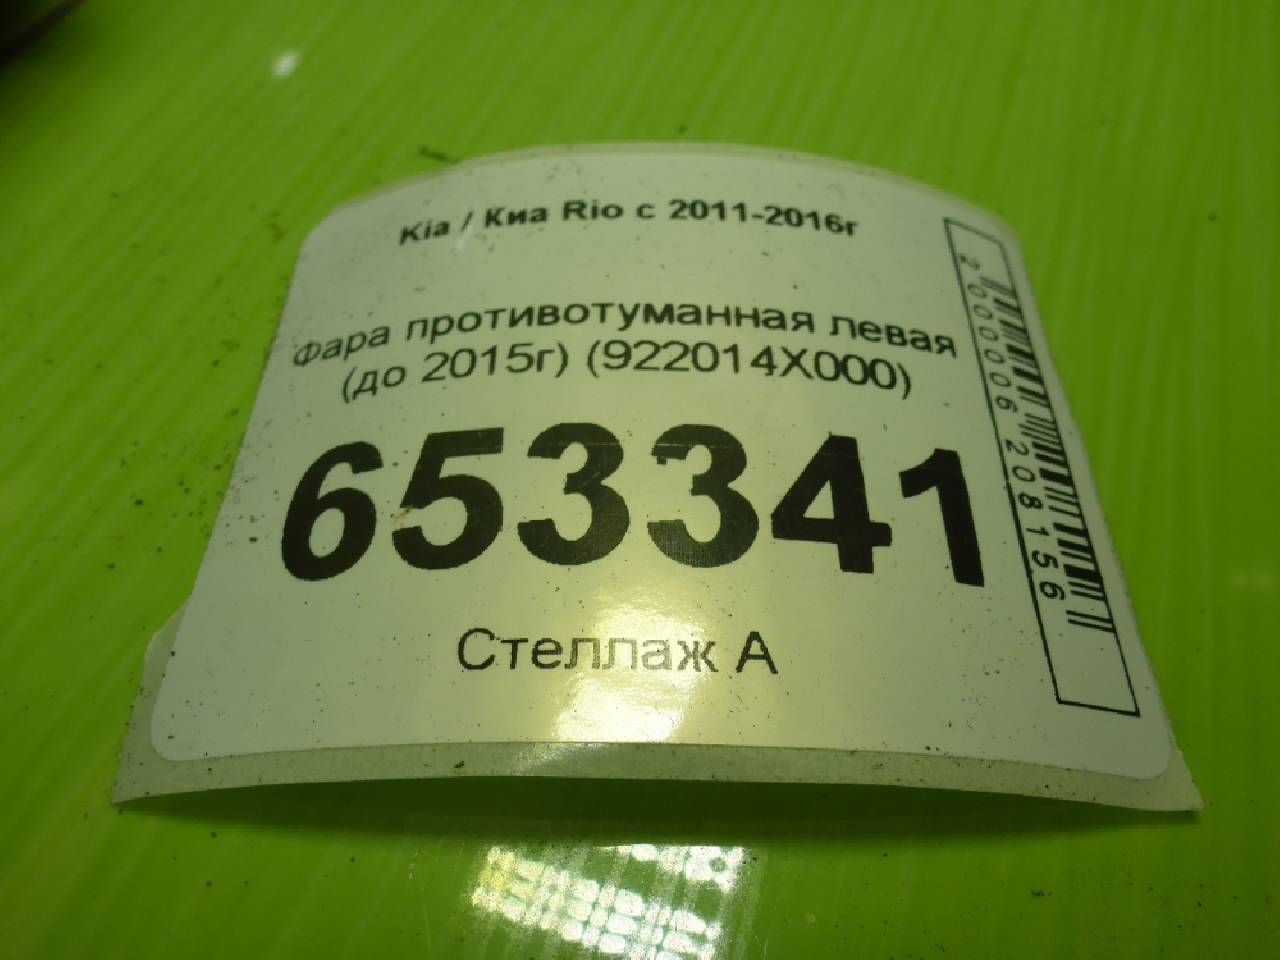 Kia / Киа Rio с 2011-2016г
Фара противотуманная левая
(до 2015г) (922014X000)
653341
Стеллаж А
2000006208156